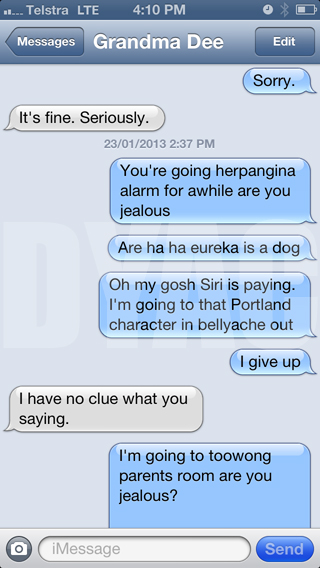 Telstra LTE 4:10 PM
Messages Grandma Dee Edit
Sorry.
It's fine. Seriously.
23/01/2013 2:37 PM
You're going herpangina
alarm for awhile are you
jealous
Are ha ha eureka is a dog
Oh my gosh Siri is paying.
I'm going to that Portland
character in bellyache out
I give up
I have no clue what you
saying.
I'm going to toowong
parents room are you
jealous?
iMessage Send
DYAC